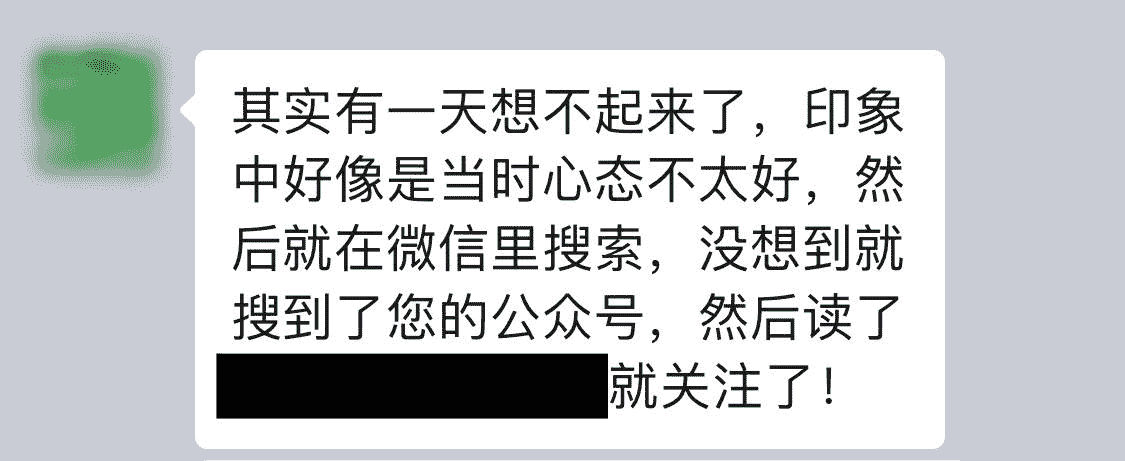 其实有一天想不起来了，印象
中好像是当时心态不太好，然
后就在微信里搜索，没想到就
搜到了您的公众号，然后读了
就关注了！